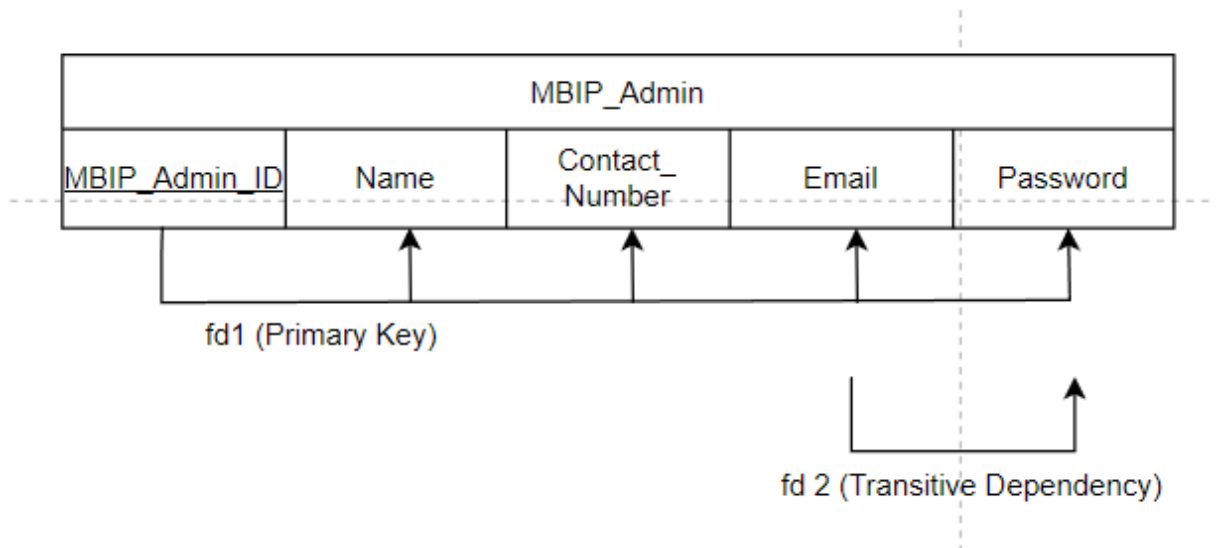 MBIP_Admin
MBIP_Admin_ID
Name
Contact_
Number
Email
Password
fd1 (Primary Key)
fd 2 (Transitive Dependency)